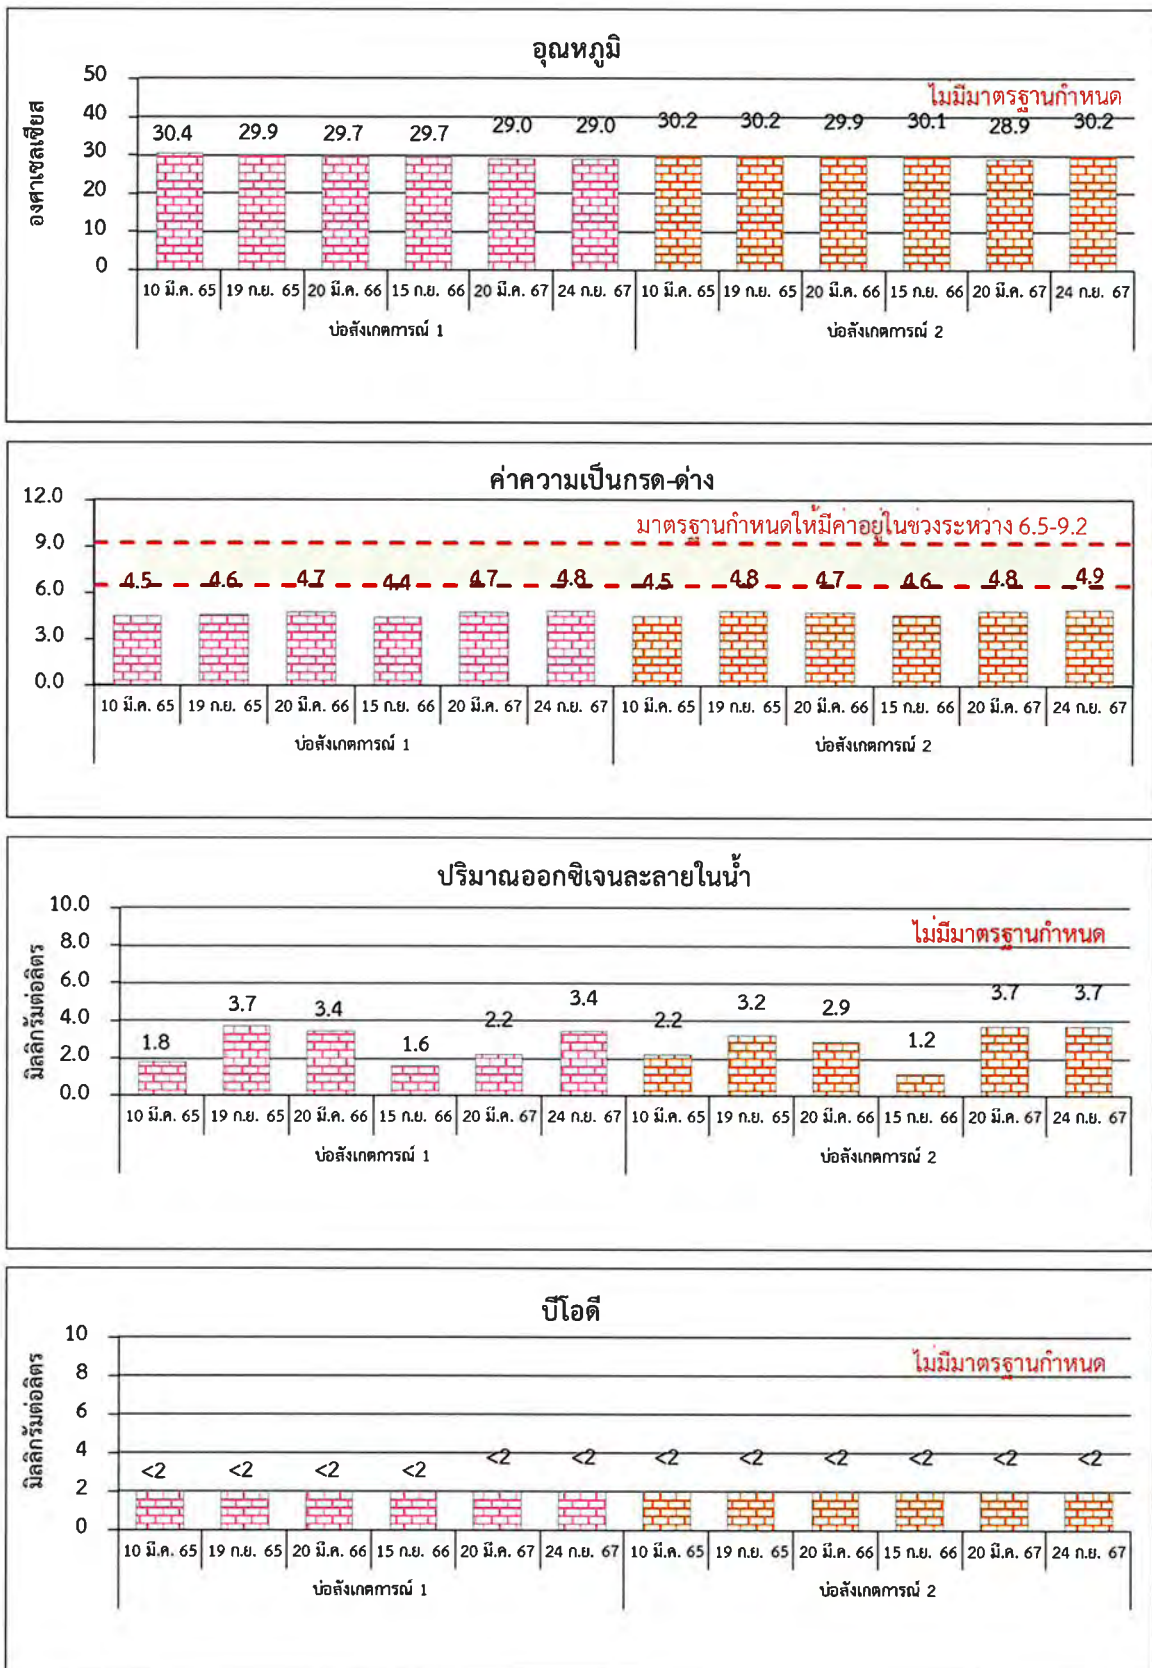 อุณหภูมิ
องศาเซลเซียส
50
40
30
20
10
0
ไม่มีมาตรฐานกำหนด
30.4 29.9 29.7 29.7 29.0 29.0 30.2 30.2 29.9 30.1 28.9 30.2
10 มี.ค. 65 19 ก.ย. 65 20 มี.ค. 66 15 ก.ย. 66 20 มี.ค. 67 24 ก.ย. 67 10 มี.ค. 65 19 ก.ย. 65 20 มี.ค. 66 15 ก.ย. 66 20 มี.ค. 67 24 ก.ย. 67
บ่อสังเกตการณ์ 1 บ่อสังเกตการณ์ 2
ค่าความเป็นกรด-ด่าง
12.0
9.0
6.0
3.0
0.0
มาตรฐานกำหนดให้มีค่าอยู่ในช่วงระหว่าง 6.5-9.2
4.5 4.6 4.7 4.4 4.7 4.8 4.5 4.8 4.7 4.6 4.8 4.9
10 มี.ค. 65 19 ก.ย. 65 20 มี.ค. 66 15 ก.ย. 66 20 มี.ค. 67 24 ก.ย. 67 10 มี.ค. 65 19 ก.ย. 65 20 มี.ค. 66 15 ก.ย. 66 20 มี.ค. 67 24 ก.ย. 67
บ่อสังเกตการณ์ 1 บ่อสังเกตการณ์ 2
ปริมาณออกซิเจนละลายในน้ำ
มิลลิกรัมต่อลิตร
10.0
8.0
6.0
4.0
2.0
0.0
ไม่มีมาตรฐานกำหนด
1.8 3.7 3.4 1.6 2.2 3.4 2.2 3.2 2.9 1.2 3.7 3.7
10 มี.ค. 65 19 ก.ย. 65 20 มี.ค. 66 15 ก.ย. 66 20 มี.ค. 67 24 ก.ย. 67 10 มี.ค. 65 19 ก.ย. 65 20 มี.ค. 66 15 ก.ย. 66 20 มี.ค. 67 24 ก.ย. 67
บ่อสังเกตการณ์ 1 บ่อสังเกตการณ์ 2
บีโอดี
มิลลิกรัมต่อลิตร
10
8
6
4
2
0
ไม่มีมาตรฐานกำหนด
<2 <2 <2 <2 <2 <2 <2 <2 <2 <2 <2 <2
10 มี.ค. 65 19 ก.ย. 65 20 มี.ค. 66 15 ก.ย. 66 20 มี.ค. 67 24 ก.ย. 67 10 มี.ค. 65 19 ก.ย. 65 20 มี.ค. 66 15 ก.ย. 66 20 มี.ค. 67 24 ก.ย. 67
บ่อสังเกตการณ์ 1 บ่อสังเกตการณ์ 2